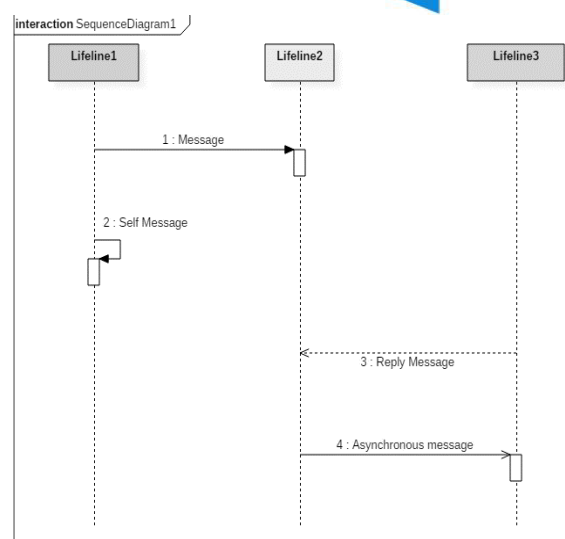 interaction SequenceDiagram1
Lifeline1
Lifeline2
Lifeline3
1 : Message
2 : Self Message
3 : Reply Message
4 : Asynchronous message